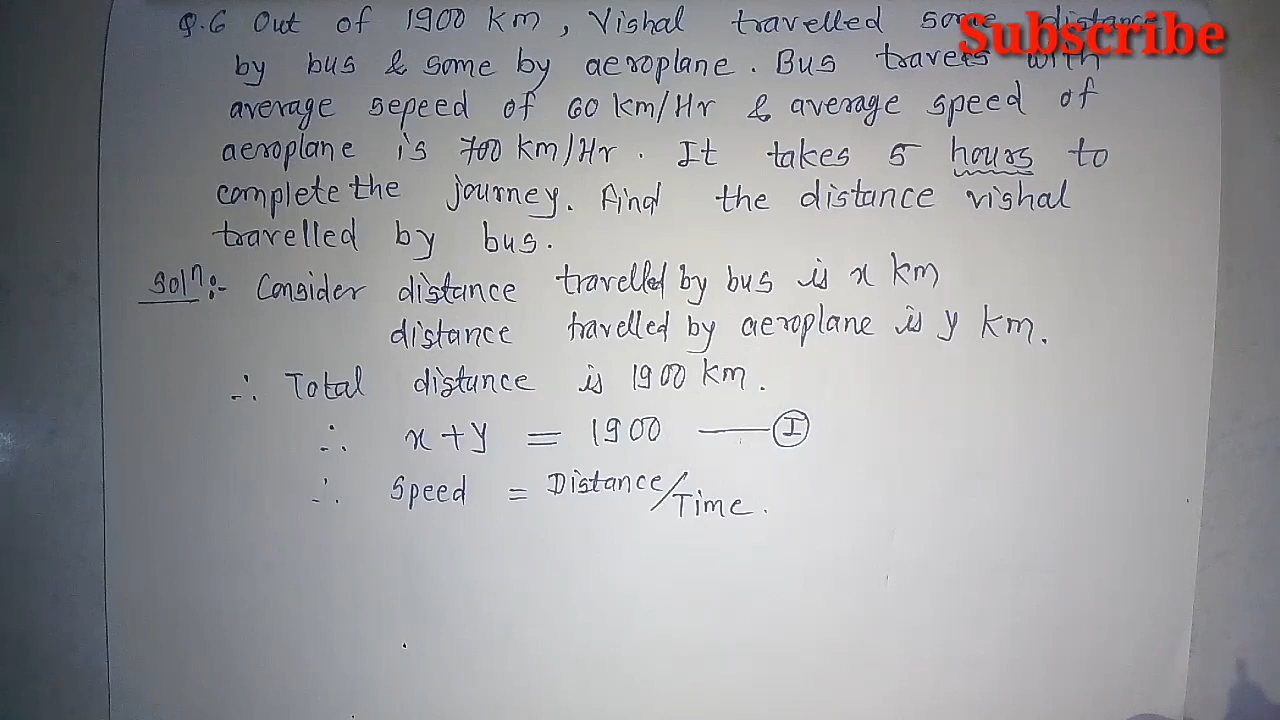 Q.6 Out of 1900 km, Vishal travelled some distance
Subscribe
by bus & some by aeroplane. Bus travels with
average sepeed of 60 km/Hr & average speed of
aeroplane is 700 km/Hr. It takes 5 hours to
complete the journey. Find the distance vishal
travelled by bus.
Solⁿ:- Consider distance travelled by bus is x km
distance travelled by aeroplane is y km.
∴ Total distance is 1900 km.
∴ x + y = 1900 —— Ⓘ
∴ Speed = Distance/Time.